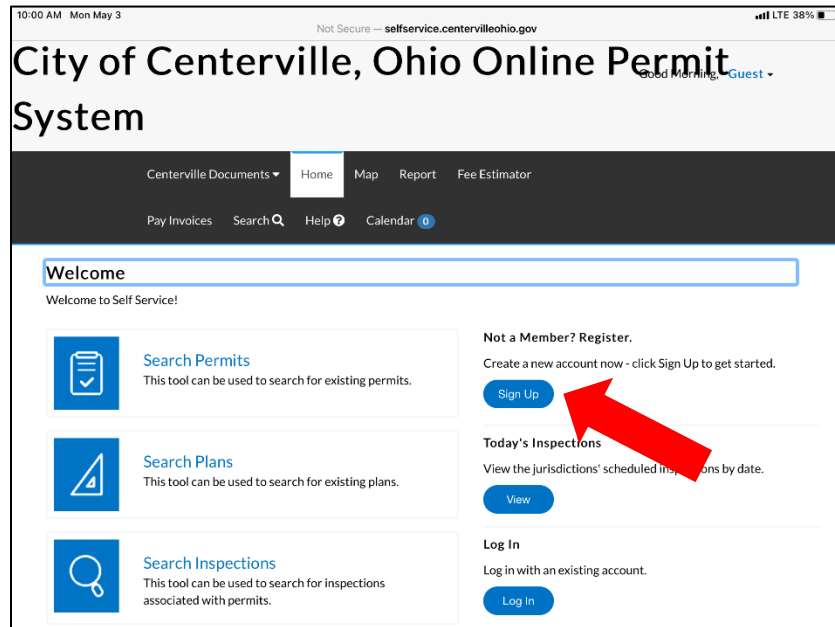 10:00 AM Mon May 3
LTE 38%
Not Secure — selfservice.centervilleohio.gov
City of Centerville, Ohio Online Permit
Good Morning, Guest
System
Centerville Documents Home Map Report Fee Estimator
Pay Invoices Search Help Calendar 0
Welcome
Welcome to Self Service!
Search Permits
This tool can be used to search for existing permits.
Search Plans
This tool can be used to search for existing plans.
Search Inspections
This tool can be used to search for inspections
associated with permits.
Not a Member? Register.
Create a new account now - click Sign Up to get started.
Sign Up
Today's Inspections
View the jurisdictions' scheduled inspections by date.
View
Log In
Log in with an existing account.
Log In